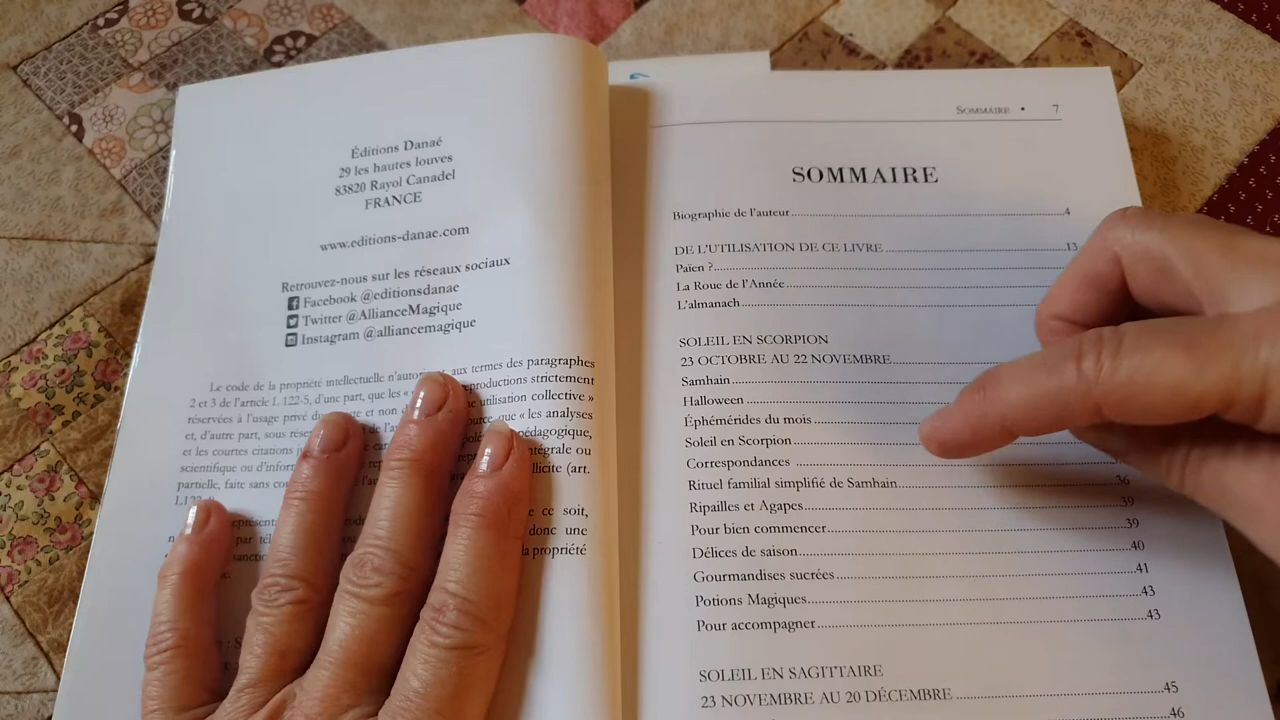 Éditions Danaé
29 les hautes louves
83820 Rayol Canadel
FRANCE
www.editions-danae.com
Retrouvez-nous sur les réseaux sociaux
Facebook @editionsdanae
Twitter @AllianceMagique
Instagram @alliancemagique
Le code de la propriété intellectuelle n'autorise aux termes des paragraphes
2 et 3 de l'article L 122-5, d'une part, que les « reproductions strictement
réservées à l'usage privé du et non une utilisation collective »
et, d'autre part, sous que « les analyses
et les courtes citations pédagogique,
scientifique ou intégrale ou
partielle, faite sans illicite (art.
ce soit,
par donc une
la propriété
SOMMAIRE • 7
SOMMAIRE
Biographie de l'auteur 4
DE L'UTILISATION DE CE LIVRE 13
Païen ?
La Roue de l'Année
L'almanach
SOLEIL EN SCORPION
23 OCTOBRE AU 22 NOVEMBRE
Samhain
Halloween
Éphémérides du mois
Soleil en Scorpion
Correspondances
Rituel familial simplifié de Samhain 36
Ripailles et Agapes 39
Pour bien commencer 39
Délices de saison 40
Gourmandises sucrées 41
Potions Magiques 43
Pour accompagner 43
SOLEIL EN SAGITTAIRE
23 NOVEMBRE AU 20 DÉCEMBRE 45
46